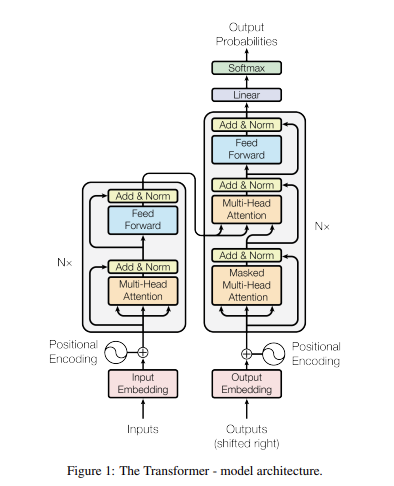 Output
Probabilities
Softmax
Linear
Add & Norm
Feed
Forward
Add & Norm
Multi-Head
Attention
Add & Norm
Masked
Multi-Head
Attention
Nx
Add & Norm
Feed
Forward
Add & Norm
Multi-Head
Attention
N×
Positional
Encoding
Positional
Encoding
Input
Embedding
Output
Embedding
Inputs
Outputs
(shifted right)
Figure 1: The Transformer - model architecture.